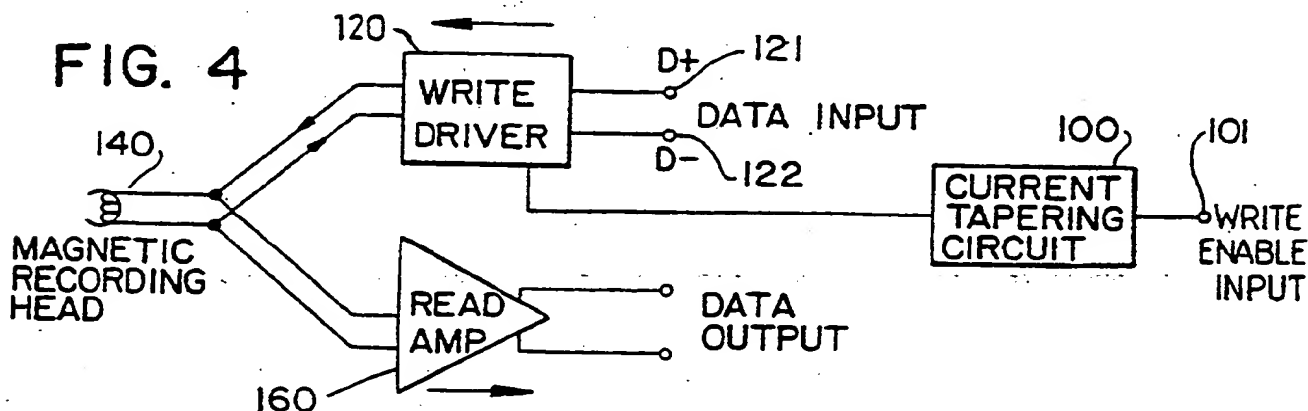 FIG. 4
120
WRITE
DRIVER
D+
121
DATA INPUT
D-
122
140
MAGNETIC
RECORDING
HEAD
100
CURRENT
TAPERING
CIRCUIT
101
WRITE
ENABLE
INPUT
READ
AMP
160
DATA
OUTPUT